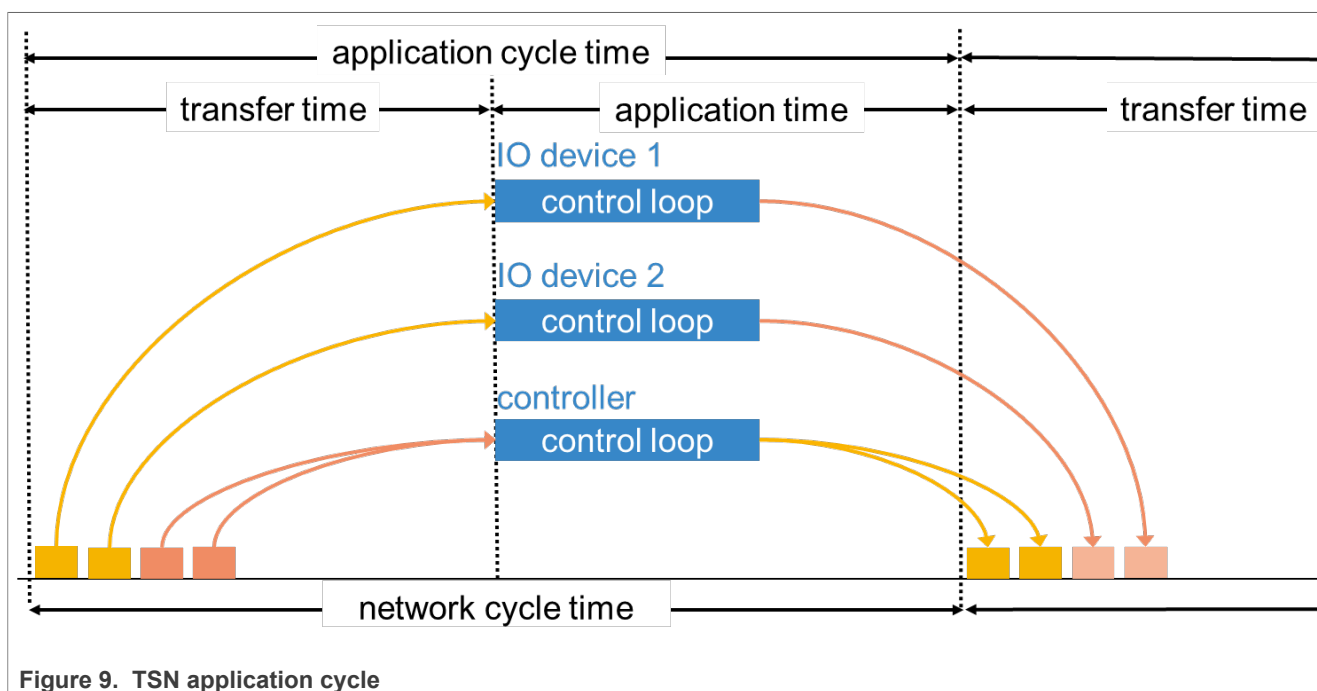 application cycle time
transfer time
application time
transfer time
IO device 1
control loop
IO device 2
control loop
controller
control loop
network cycle time
Figure 9. TSN application cycle